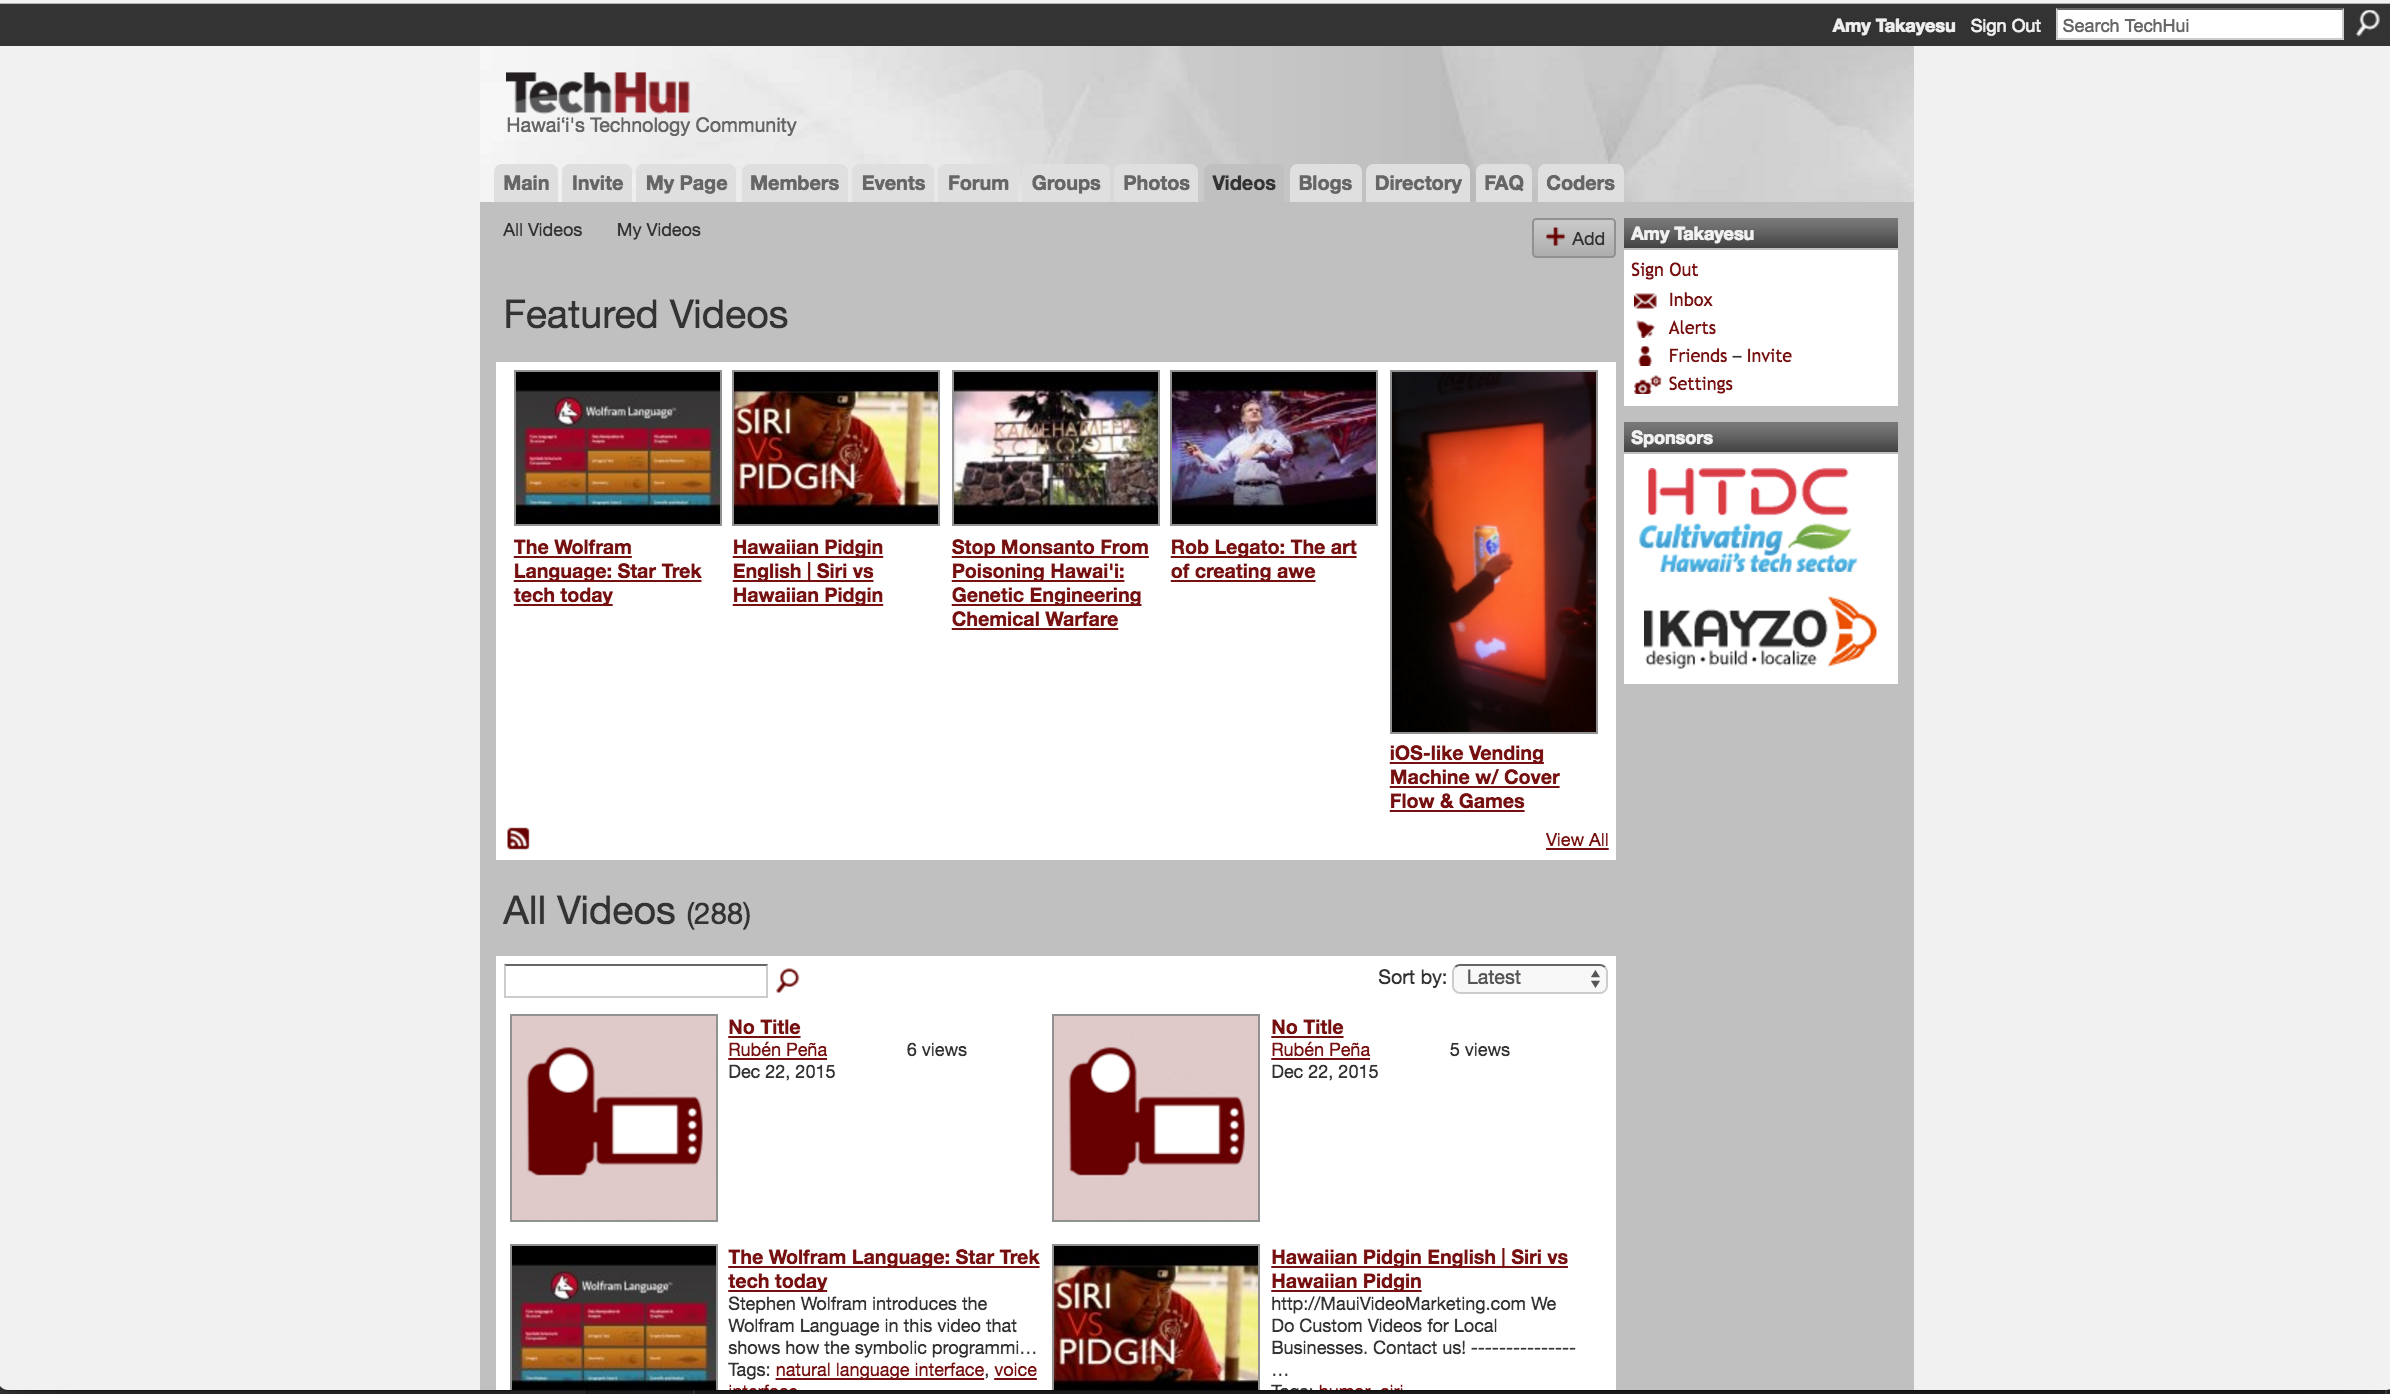 Amy Takayesu Sign Out Search TechHui
TechHui
Hawai‘i's Technology Community
Main Invite My Page Members Events Forum Groups Photos Videos Blogs Directory FAQ Coders
All Videos My Videos
+ Add
Featured Videos
Wolfram Language
SIRI
VS
PIDGIN
KAMEHAMEHA
SCHOOLS
The Wolfram
Language: Star Trek
tech today
Hawaiian Pidgin
English | Siri vs
Hawaiian Pidgin
Stop Monsanto From
Poisoning Hawai'i:
Genetic Engineering
Chemical Warfare
Rob Legato: The art
of creating awe
iOS-like Vending
Machine w/ Cover
Flow & Games
View All
Amy Takayesu
Sign Out
Inbox
Alerts
Friends – Invite
Settings
Sponsors
HTDC
Cultivating
Hawaii's tech sector
IKAYZO
design • build • localize
All Videos (288)
Sort by: Latest
No Title
Rubén Peña 6 views
Dec 22, 2015
No Title
Rubén Peña 5 views
Dec 22, 2015
Wolfram Language
The Wolfram Language: Star Trek
tech today
Stephen Wolfram introduces the
Wolfram Language in this video that
shows how the symbolic programmi…
Tags: natural language interface, voice
interface
SIRI
VS
PIDGIN
Hawaiian Pidgin English | Siri vs
Hawaiian Pidgin
http://MauiVideoMarketing.com We
Do Custom Videos for Local
Businesses. Contact us! ---------------
…
Tags: humor, siri